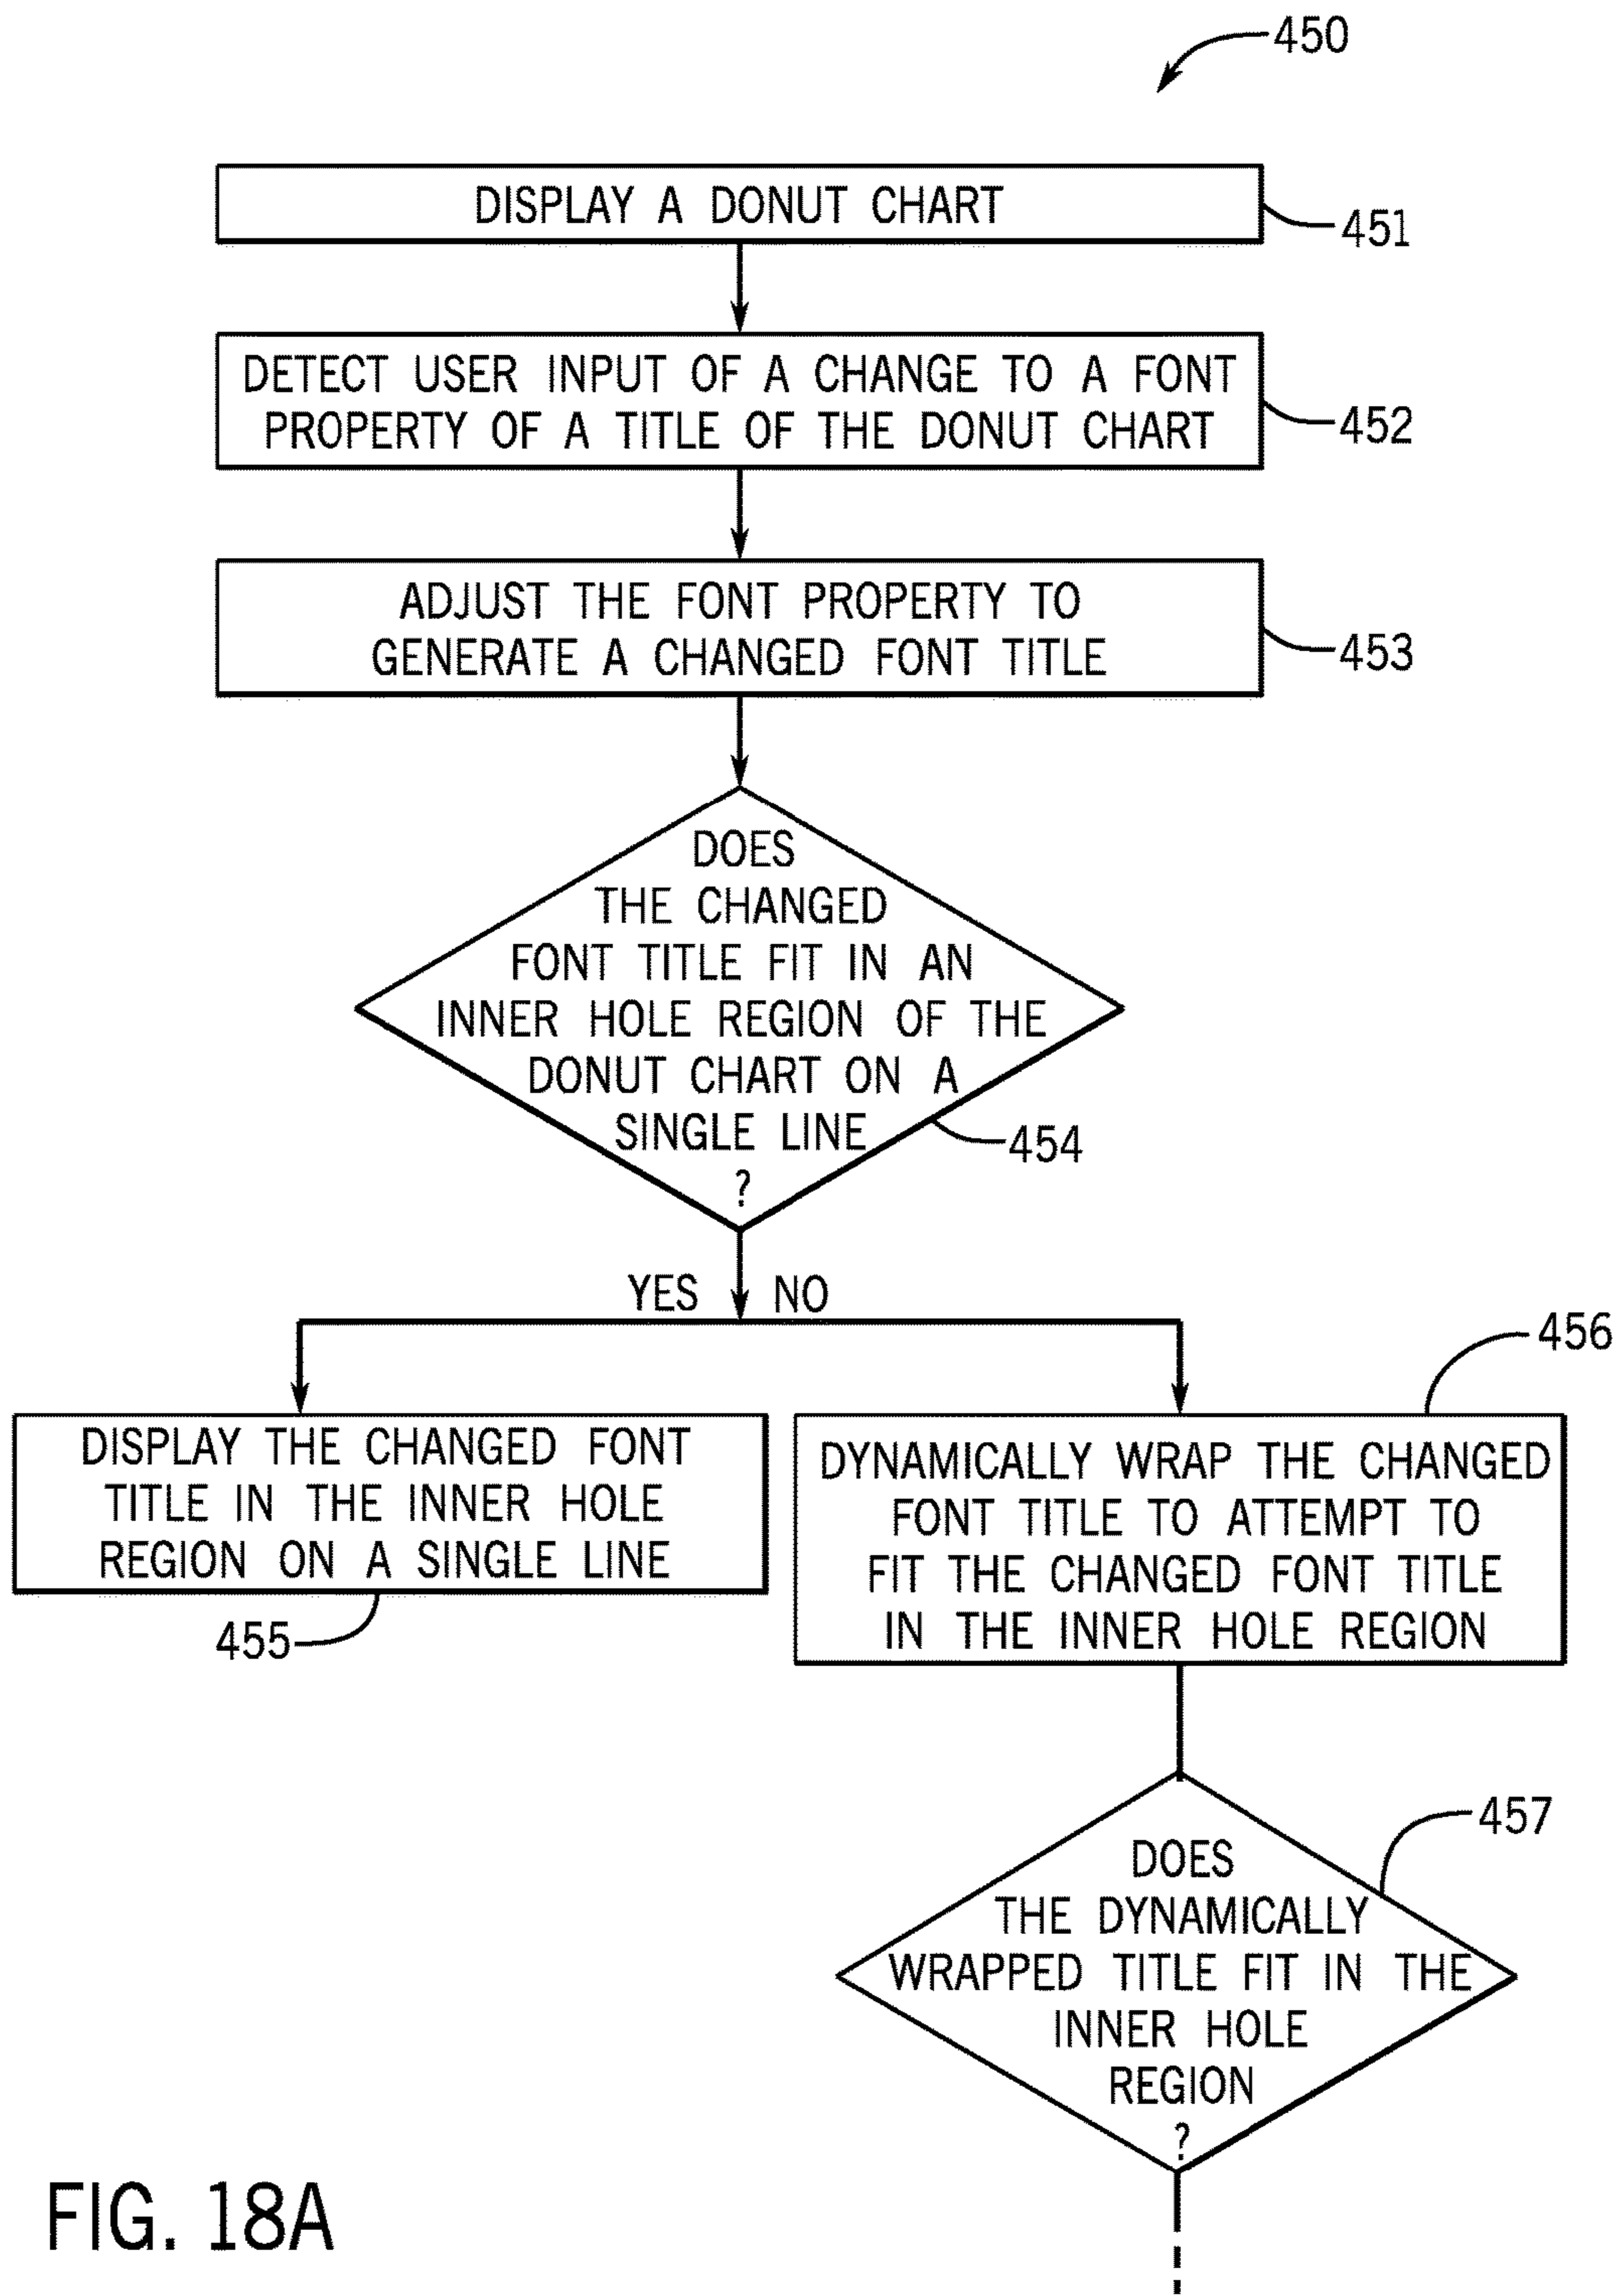 450
DISPLAY A DONUT CHART
451
DETECT USER INPUT OF A CHANGE TO A FONT
PROPERTY OF A TITLE OF THE DONUT CHART
452
ADJUST THE FONT PROPERTY TO
GENERATE A CHANGED FONT TITLE
453
DOES
THE CHANGED
FONT TITLE FIT IN AN
INNER HOLE REGION OF THE
DONUT CHART ON A
SINGLE LINE
?
454
YES NO
DISPLAY THE CHANGED FONT
TITLE IN THE INNER HOLE
REGION ON A SINGLE LINE
455
456
DYNAMICALLY WRAP THE CHANGED
FONT TITLE TO ATTEMPT TO
FIT THE CHANGED FONT TITLE
IN THE INNER HOLE REGION
457
DOES
THE DYNAMICALLY
WRAPPED TITLE FIT IN THE
INNER HOLE
REGION
?
FIG. 18A